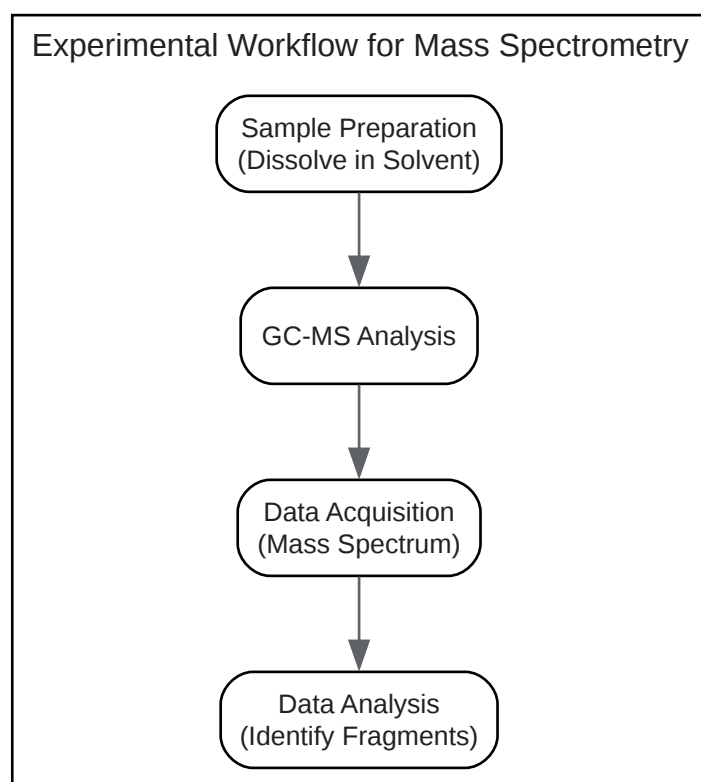 Experimental Workflow for Mass Spectrometry
Sample Preparation
(Dissolve in Solvent)
GC-MS Analysis
Data Acquisition
(Mass Spectrum)
Data Analysis
(Identify Fragments)